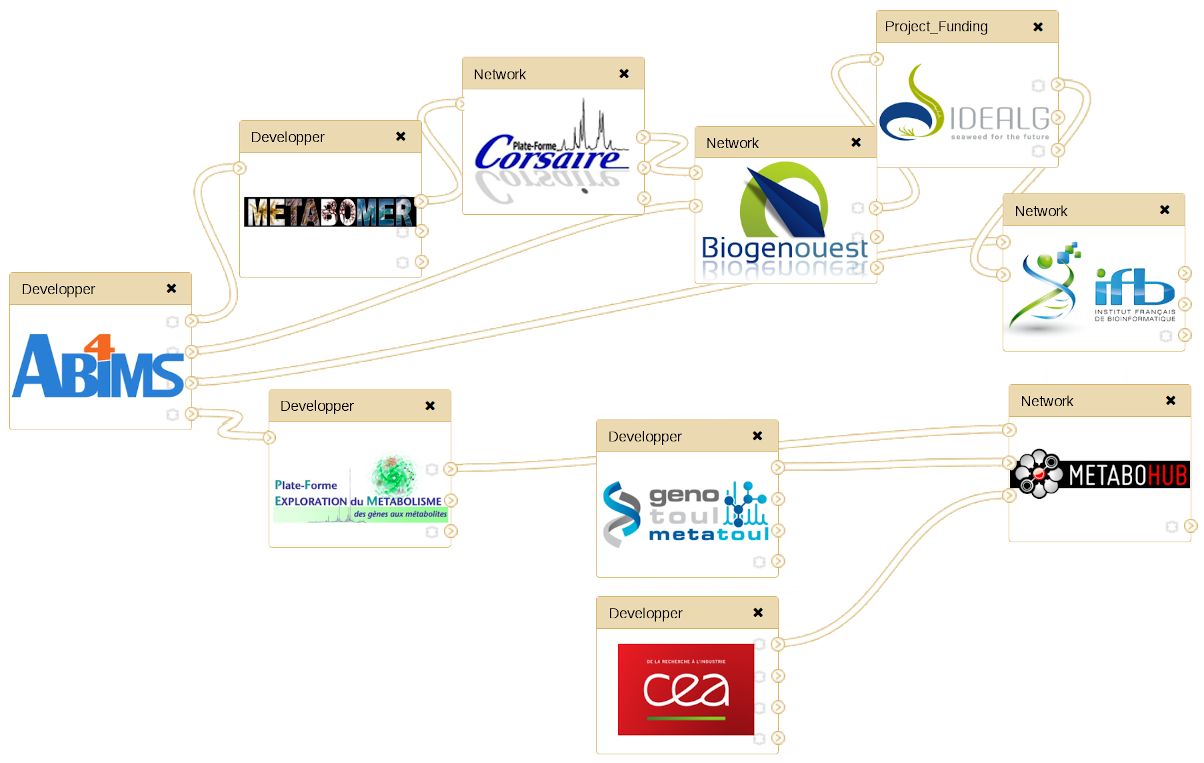 Project_Funding
IDEALG
seaweed for the future
Network
Plate-Forme
Corsaire
Developper
METABOMER
Network
Biogenouest
Network
ifb
INSTITUT FRANÇAIS
DE BIOINFORMATIQUE
Developper
ABiMS
4
Developper
Plate-Forme
EXPLORATION du METABOLISME
des gènes aux métabolites
Developper
geno
toul
metatoul
Network
METABOHUB
Developper
DE LA RECHERCHE À L'INDUSTRIE
cea